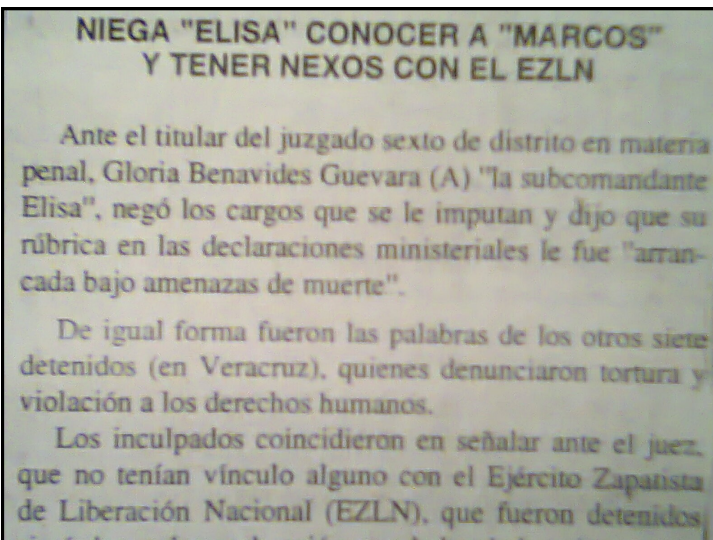 NIEGA "ELISA" CONOCER A "MARCOS"
Y TENER NEXOS CON EL EZLN
Ante el titular del juzgado sexto de distrito en materia
penal, Gloria Benavides Guevara (A) "la subcomandante
Elisa", negó los cargos que se le imputan y dijo que su
rúbrica en las declaraciones ministeriales le fue "arran-
cada bajo amenazas de muerte".
De igual forma fueron las palabras de los otros siete
detenidos (en Veracruz), quienes denunciaron tortura y
violación a los derechos humanos.
Los inculpados coincidieron en señalar ante el juez,
que no tenían vínculo alguno con el Ejército Zapatista
de Liberación Nacional (EZLN), que fueron detenidos